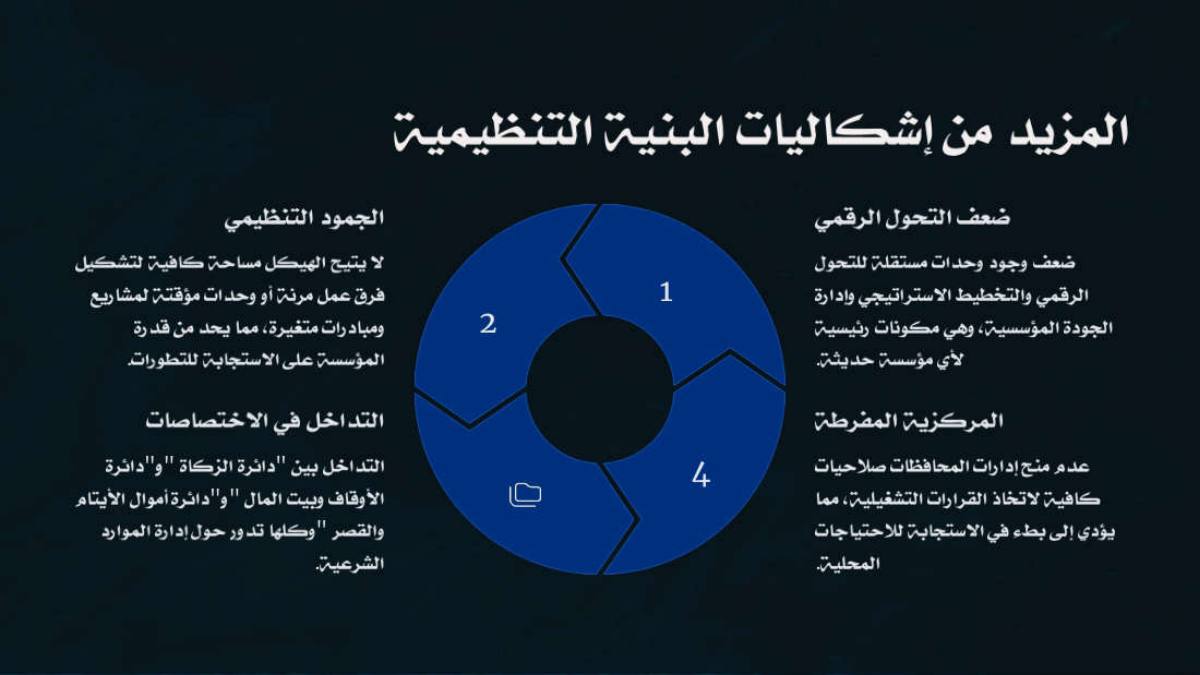 المزيد من إشكاليات البنية التنظيمية
ضعف التحول الرقمي
ضعف وجود وحدات مستقلة للتحول
الرقمي والتخطيط الاستراتيجي وإدارة
الجودة المؤسسية، وهي مكونات رئيسية
لأي مؤسسة حديثة.
1
الجمود التنظيمي
لا يتيح الهيكل مساحة كافية لتشكيل
فرق عمل مرنة أو وحدات مؤقتة لمشاريع
ومبادرات متغيرة، مما يحد من قدرة
المؤسسة على الاستجابة للتطورات.
2
التداخل في الاختصاصات
التداخل بين "دائرة الزكاة "و"دائرة
الأوقاف وبيت المال " و"دائرة أموال الأيتام
والقصر "وكلها تدور حول إدارة الموارد
الشرعية.
المركزية المفرطة
عدم منح إدارات المحافظات صلاحيات
كافية لاتخاذ القرارات التشغيلية، مما
يؤدي إلى بطء في الاستجابة للاحتياجات
المحلية.
4